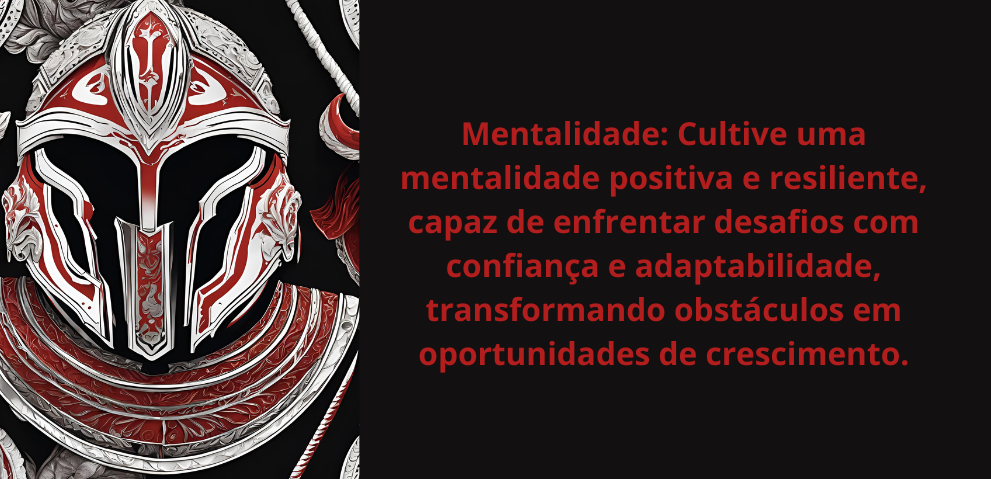 Mentalidade: Cultive uma
mentalidade positiva e resiliente,
capaz de enfrentar desafios com
confiança e adaptabilidade,
transformando obstáculos em
oportunidades de crescimento.